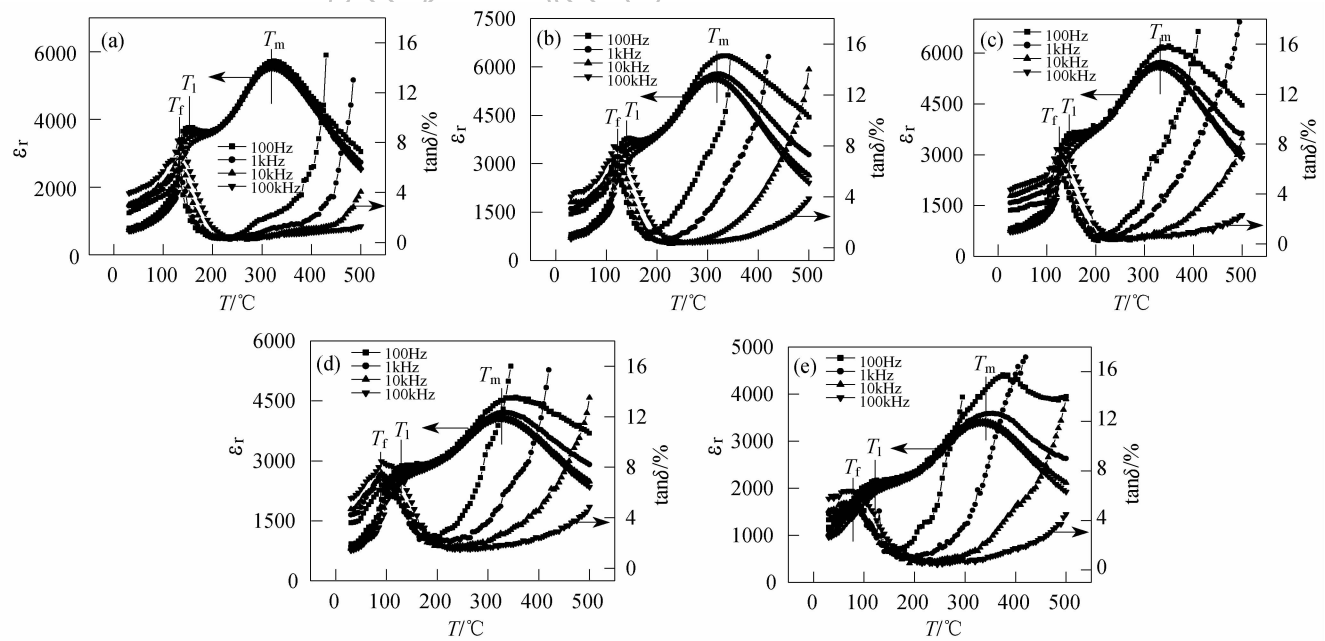 (a)
Tm
Tl
Tf
6000
4000
2000
0
εr
16
14
12
8
4
0
tanδ/%
100Hz
1kHz
10kHz
100kHz
0 100 200 300 400 500
T/℃
(b)
100Hz
1kHz
10kHz
100kHz
Tm
Tf
Tl
7500
6000
4500
3000
1500
0
εr
16
12
8
4
0
tanδ/%
0 100 200 300 400 500
T/℃
(c)
100Hz
1kHz
10kHz
100kHz
Tm
Tf
Tl
6000
4500
3000
1500
0
εr
16
12
8
4
0
tanδ/%
0 100 200 300 400 500
T/℃
(d)
100Hz
1kHz
10kHz
100kHz
Tm
Tf
Tl
6000
4500
3000
1500
0
εr
16
12
8
4
0
tanδ/%
0 100 200 300 400 500
T/℃
(e)
100Hz
1kHz
10kHz
100kHz
Tm
Tl
Tf
5000
4000
3000
2000
1000
0
εr
16
12
8
4
0
tanδ/%
0 100 200 300 400 500
T/℃